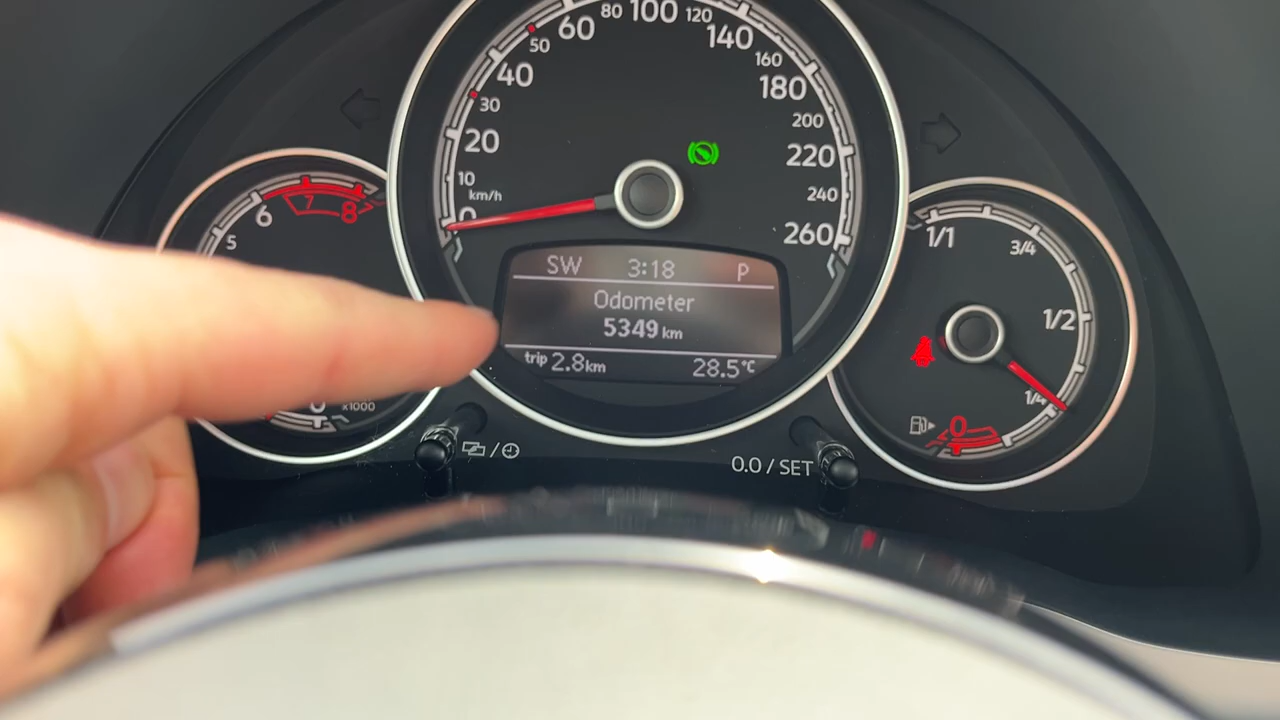 80 100 120
60 140
50 160
40 180
30 200
20 220
10 240
km/h
0 260
5 6 7 8
0 x1000
SW 3:18 P
Odometer
5349 km
trip 2.8km 28.5°C
1/1 3/4
1/2
1/4
0
0.0 / SET